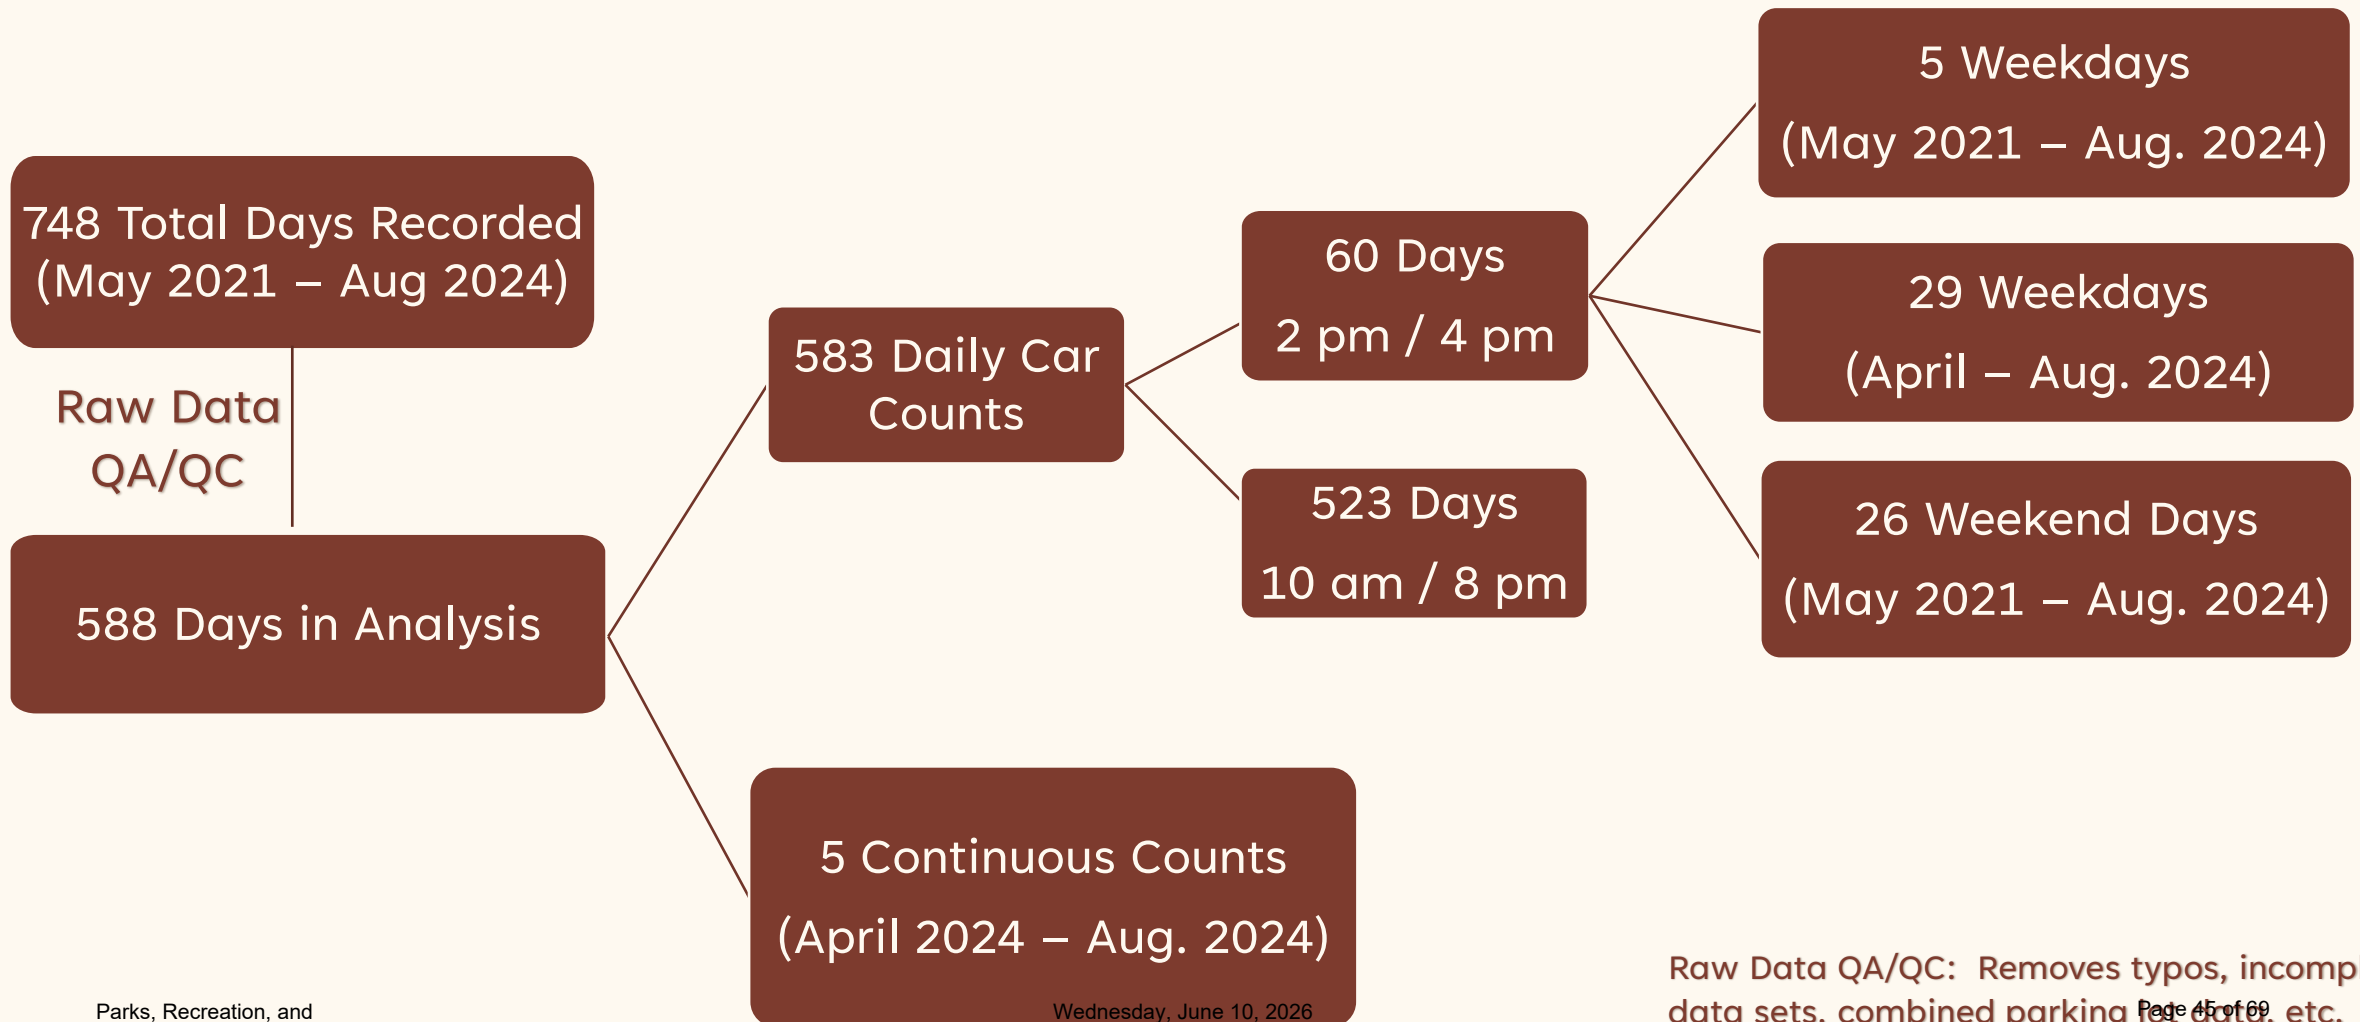 748 Total Days Recorded
(May 2021 – Aug 2024)
Raw Data
QA/QC
588 Days in Analysis
583 Daily Car
Counts
5 Continuous Counts
(April 2024 – Aug. 2024)
60 Days
2 pm / 4 pm
523 Days
10 am / 8 pm
5 Weekdays
(May 2021 – Aug. 2024)
29 Weekdays
(April – Aug. 2024)
26 Weekend Days
(May 2021 – Aug. 2024)
Raw Data QA/QC: Removes typos,
data sets, combined parking lot data, etc.
Parks, Recreation, and
Wednesday, June 10, 2026
Page 45 of 69